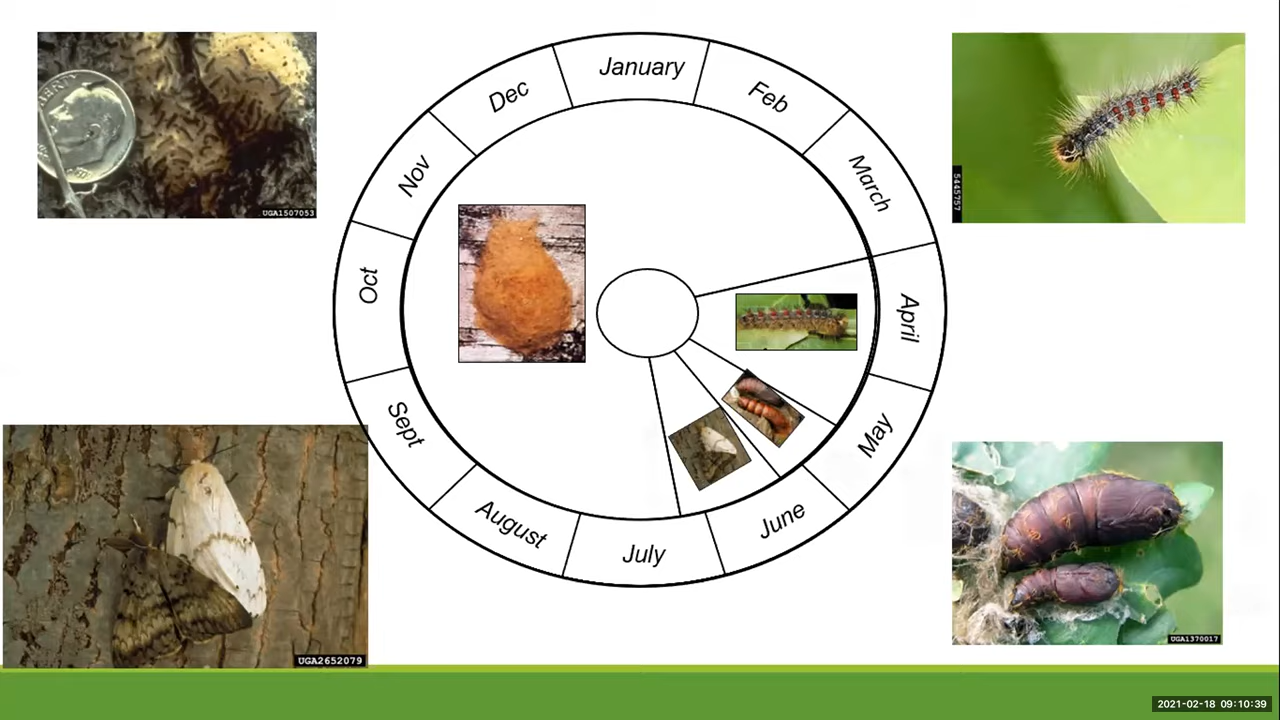 January
Feb
March
April
May
June
July
August
Sept
Oct
Nov
Dec
UGA1507053
5445757
UGA2652079
UGA1370017
2021-02-18 09:10:39